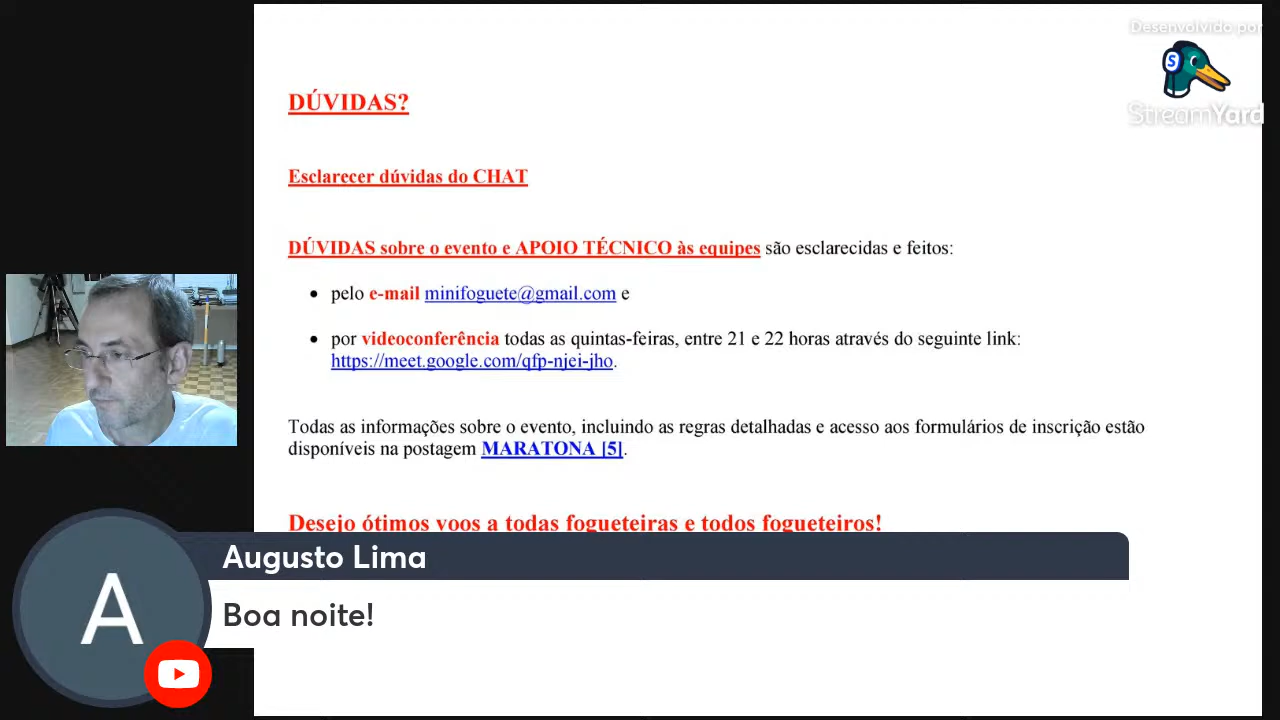 Desenvolvido por
StreamYard
DÚVIDAS?
Esclarecer dúvidas do CHAT
DÚVIDAS sobre o evento e APOIO TÉCNICO às equipes são esclarecidas e feitos:
• pelo e-mail minifoguete@gmail.com e
• por videoconferência todas as quintas-feiras, entre 21 e 22 horas através do seguinte link:
https://meet.google.com/qfp-njei-jho.
Todas as informações sobre o evento, incluindo as regras detalhadas e acesso aos formulários de inscrição estão
disponíveis na postagem MARATONA [5].
Desejo ótimos voos a todas fogueteiras e todos fogueteiros!
A
Augusto Lima
Boa noite!